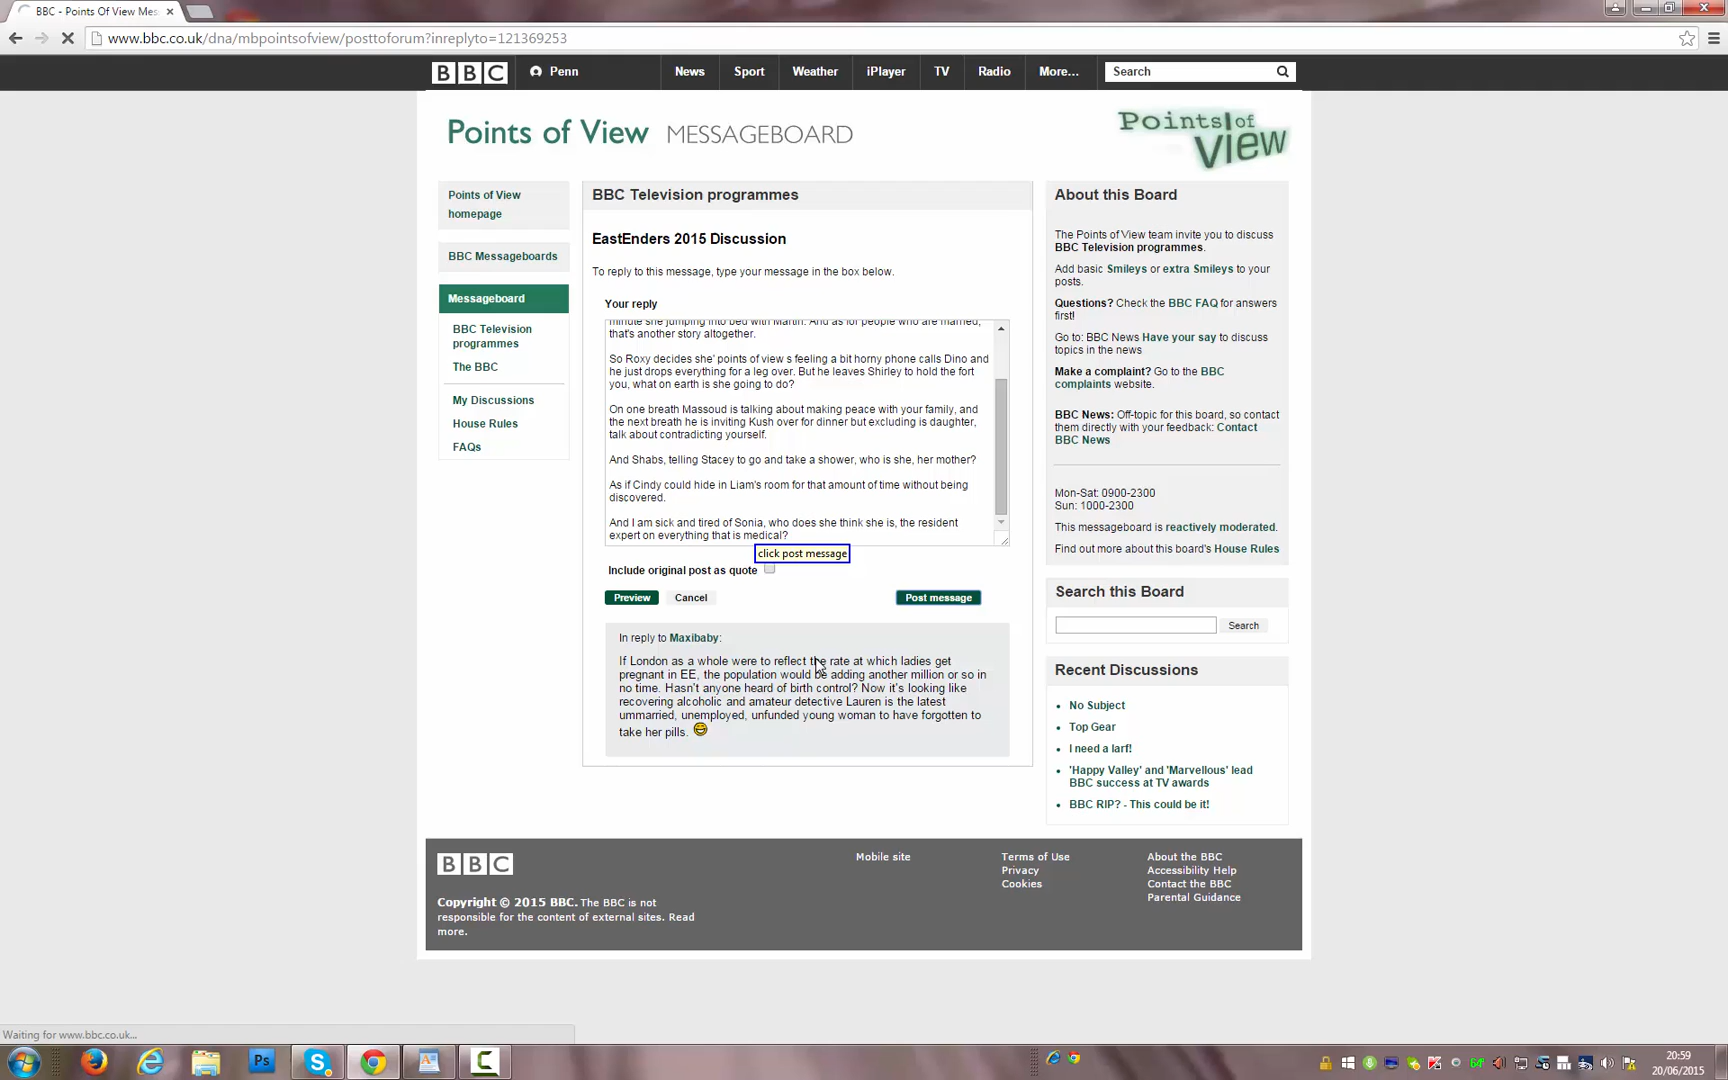 BBC - Points Of View Mes
www.bbc.co.uk/dna/mbpointsofview/posttoforum?inreplyto=121369253
BBC
Penn
News
Sport
Weather
iPlayer
TV
Radio
More...
Search
Points of View MESSAGEBOARD
Points of View
Points of View
homepage
BBC Messageboards
Messageboard
BBC Television
programmes
The BBC
My Discussions
House Rules
FAQs
BBC Television programmes
EastEnders 2015 Discussion
To reply to this message, type your message in the box below.
Your reply
minute she jumping into bed with Martin. And as for people who are married,
that's another story altogether.
So Roxy decides she' points of view s feeling a bit horny phone calls Dino and
he just drops everything for a leg over. But he leaves Shirley to hold the fort
you, what on earth is she going to do?
On one breath Massoud is talking about making peace with your family, and
the next breath he is inviting Kush over for dinner but excluding is daughter,
talk about contradicting yourself.
And Shabs, telling Stacey to go and take a shower, who is she, her mother?
As if Cindy could hide in Liam's room for that amount of time without being
discovered.
And I am sick and tired of Sonia, who does she think she is, the resident
expert on everything that is medical?
click post message
Include original post as quote
Preview
Cancel
Post message
In reply to Maxibaby:
If London as a whole were to reflect the rate at which ladies get
pregnant in EE, the population would be adding another million or so in
no time. Hasn't anyone heard of birth control? Now it's looking like
recovering alcoholic and amateur detective Lauren is the latest
ummarried, unemployed, unfunded young woman to have forgotten to
take her pills.
About this Board
The Points of View team invite you to discuss
BBC Television programmes.
Add basic Smileys or extra Smileys to your
posts.
Questions? Check the BBC FAQ for answers
first!
Go to: BBC News Have your say to discuss
topics in the news
Make a complaint? Go to the BBC
complaints website.
BBC News: Off-topic for this board, so contact
them directly with your feedback: Contact
BBC News
Mon-Sat: 0900-2300
Sun: 1000-2300
This messageboard is reactively moderated.
Find out more about this board's House Rules
Search this Board
Search
Recent Discussions
No Subject
Top Gear
I need a larf!
'Happy Valley' and 'Marvellous' lead
BBC success at TV awards
BBC RIP? - This could be it!
BBC
Copyright © 2015 BBC. The BBC is not
responsible for the content of external sites. Read
more.
Mobile site
Terms of Use
Privacy
Cookies
About the BBC
Accessibility Help
Contact the BBC
Parental Guidance
Waiting for www.bbc.co.uk...
Ps
64°
20:59
20/06/2015